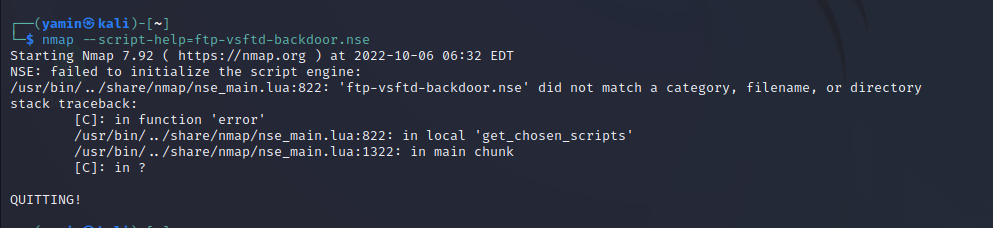 ┌──(yamin㉿kali)-[~]
└─$ nmap --script-help=ftp-vsftd-backdoor.nse
Starting Nmap 7.92 ( https://nmap.org ) at 2022-10-06 06:32 EDT
NSE: failed to initialize the script engine:
/usr/bin/../share/nmap/nse_main.lua:822: 'ftp-vsftd-backdoor.nse' did not match a category, filename, or directory
stack traceback:
        [C]: in function 'error'
        /usr/bin/../share/nmap/nse_main.lua:822: in local 'get_chosen_scripts'
        /usr/bin/../share/nmap/nse_main.lua:1322: in main chunk
        [C]: in ?

QUITTING!